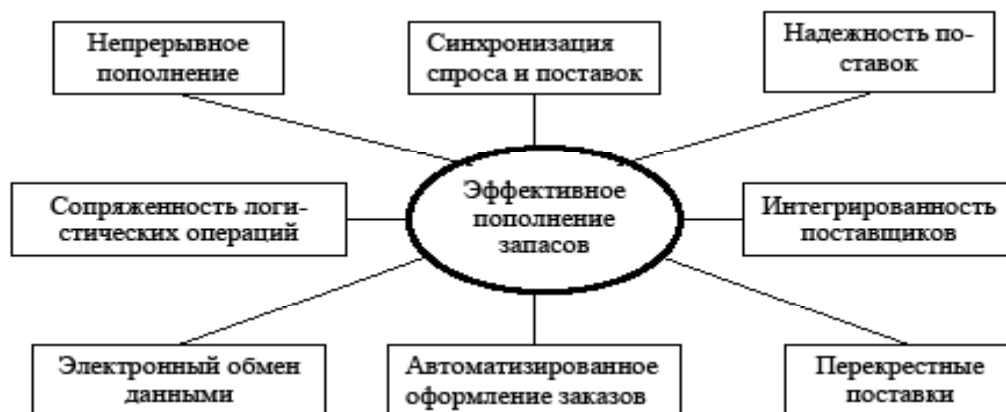 Непрерывное
пополнение
Синхронизация
спроса и поставок
Надежность по-
ставок
Сопряженность логи-
стических операций
Эффективное
пополнение
запасов
Интегрированность
поставщиков
Электронный обмен
данными
Автоматизированное
оформление заказов
Перекрестные
поставки